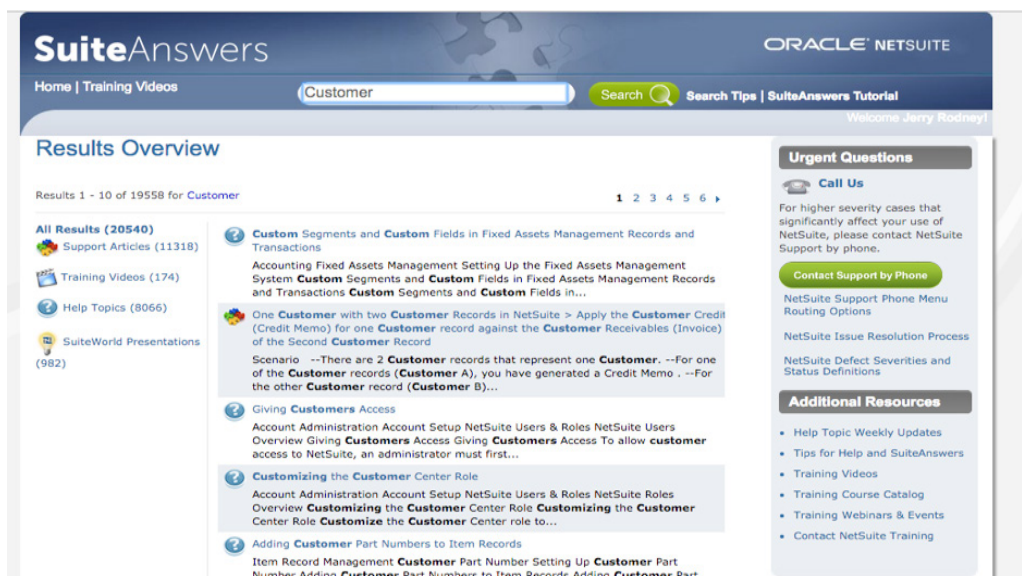 SuiteAnswers
ORACLE NETSUITE
Home | Training Videos
Customer
Search
Search Tips | SuiteAnswers Tutorial
Welcome Jerry Rodney!
Results Overview
Results 1 - 10 of 19558 for Customer
1 2 3 4 5 6
All Results (20540)
Support Articles (11318)
Training Videos (174)
Help Topics (8066)
SuiteWorld Presentations
(982)
Custom Segments and Custom Fields in Fixed Assets Management Records and
Transactions
Accounting Fixed Assets Management Setting Up the Fixed Assets Management
System Custom Segments and Custom Fields in Fixed Assets Management Records
and Transactions Custom Segments and Custom Fields in...
One Customer with two Customer Records in NetSuite > Apply the Customer Credit
(Credit Memo) for one Customer record against the Customer Receivables (Invoice)
of the Second Customer Record
Scenario --There are 2 Customer records that represent one Customer. --For one
of the Customer records (Customer A), you have generated a Credit Memo . --For
the other Customer record (Customer B)...
Giving Customers Access
Account Administration Account Setup NetSuite Users & Roles NetSuite Users
Overview Giving Customers Access Giving Customers Access To allow customer
access to NetSuite, an administrator must first...
Customizing the Customer Center Role
Account Administration Account Setup NetSuite Users & Roles NetSuite Roles
Overview Customizing the Customer Center Role Customizing the Customer
Center Role Customize the Customer Center role to...
Adding Customer Part Numbers to Item Records
Item Record Management Customer Part Number Setting Up Customer Part
Number Adding Customer Part Numbers to Item Records Adding Customer Part
Urgent Questions
Call Us
For higher severity cases that
significantly affect your use of
NetSuite, please contact NetSuite
Support by phone.
Contact Support by Phone
NetSuite Support Phone Menu
Routing Options
NetSuite Issue Resolution Process
NetSuite Defect Severities and
Status Definitions
Additional Resources
Help Topic Weekly Updates
Tips for Help and SuiteAnswers
Training Videos
Training Course Catalog
Training Webinars & Events
Contact NetSuite Training